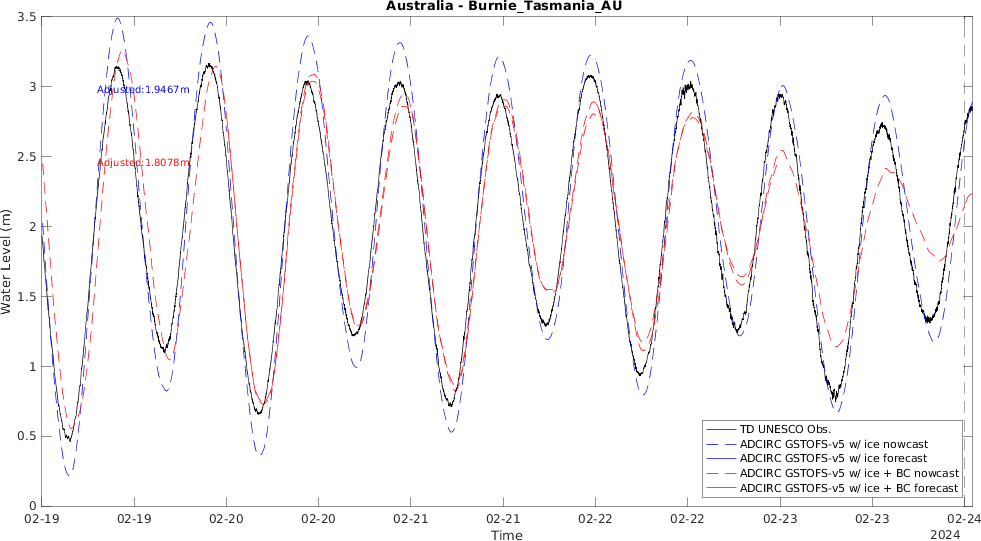 Australia - Burnie_Tasmania_AU
3.5
3
2.5
2
1.5
1
0.5
0
Water Level (m)
Adjusted:1.9467m
Adjusted:1.8078m
TD UNESCO Obs.
ADCIRC GSTOFS-v5 w/ ice nowcast
ADCIRC GSTOFS-v5 w/ ice forecast
ADCIRC GSTOFS-v5 w/ ice + BC nowcast
ADCIRC GSTOFS-v5 w/ ice + BC forecast
02-19 02-19 02-20 02-20 02-21 02-21 02-22 02-22 02-23 02-23 02-24
2024
Time